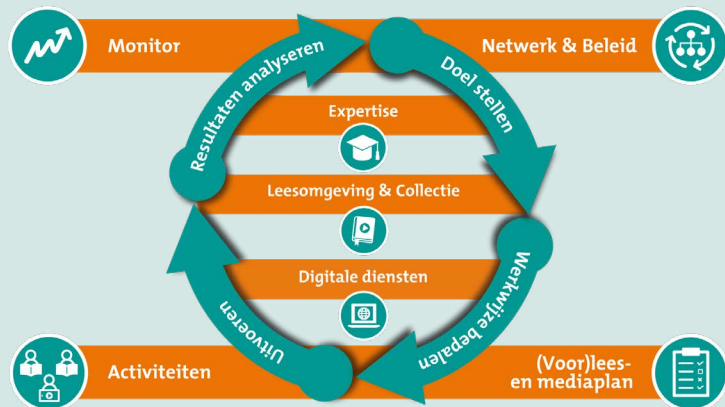 Monitor
Resultaten analyseren
Netwerk & Beleid
Doel stellen
Expertise
Leesomgeving & Collectie
Digitale diensten
Werkwijze bepalen
Uitvoeren
Activiteiten
(Voor)lees-
en mediaplan